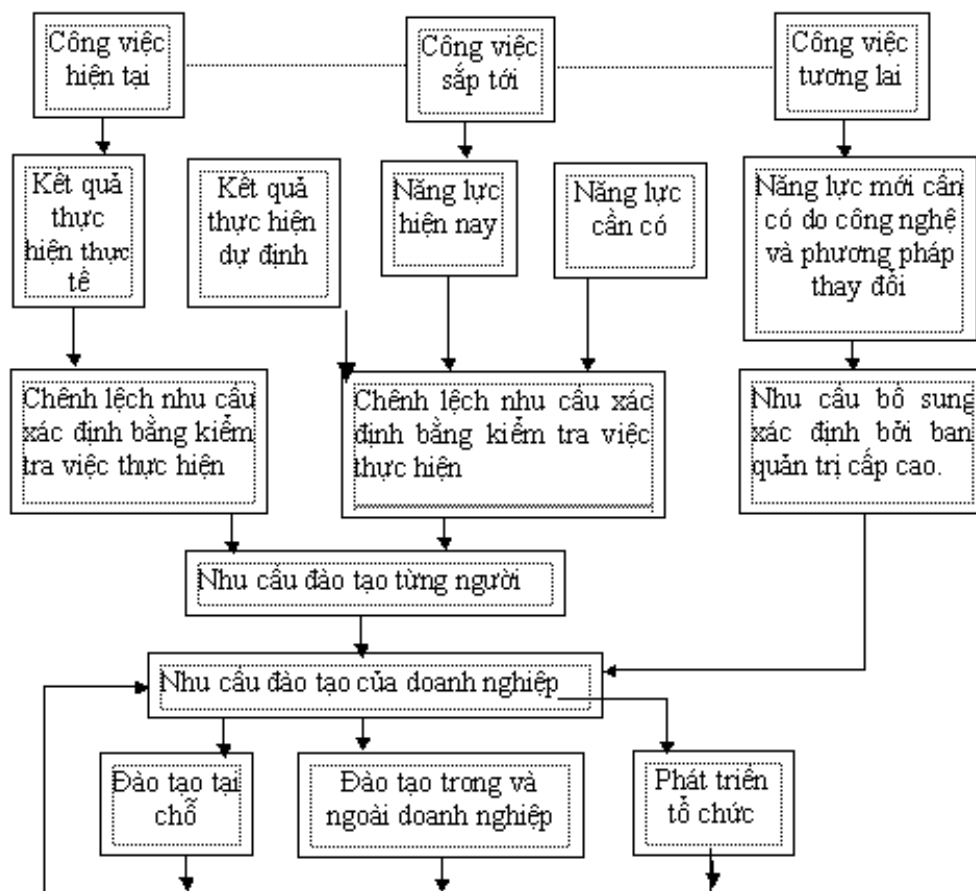 Công việc
hiện tại
Công việc
sắp tới
Công việc
tương lai
Kết quả
thực
hiện thực
tế
Kết quả
thực hiện
dự định
Năng lực
hiện nay
Năng lực
cần có
Năng lực mới cần
có do công nghệ
và phương pháp
thay đổi
Chênh lệch nhu cầu
xác định bằng kiểm
tra việc thực hiện
Chênh lệch nhu cầu xác
định bằng kiểm tra việc
thực hiện
Nhu cầu bổ sung
xác định bởi ban
quản trị cấp cao.
Nhu cầu đào tạo từng người
Nhu cầu đào tạo của doanh nghiệp
Đào tạo tại
chỗ
Đào tạo trong và
ngoài doanh nghiệp
Phát triển
tổ chức